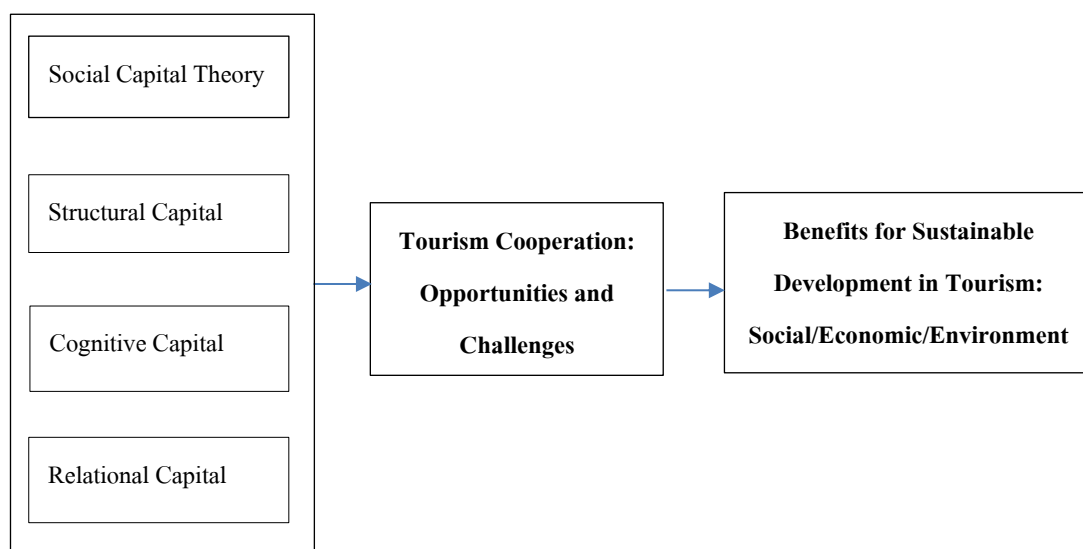 Social Capital Theory
Structural Capital
Cognitive Capital
Relational Capital
Tourism Cooperation:
Opportunities and
Challenges
Benefits for Sustainable
Development in Tourism:
Social/Economic/Environment